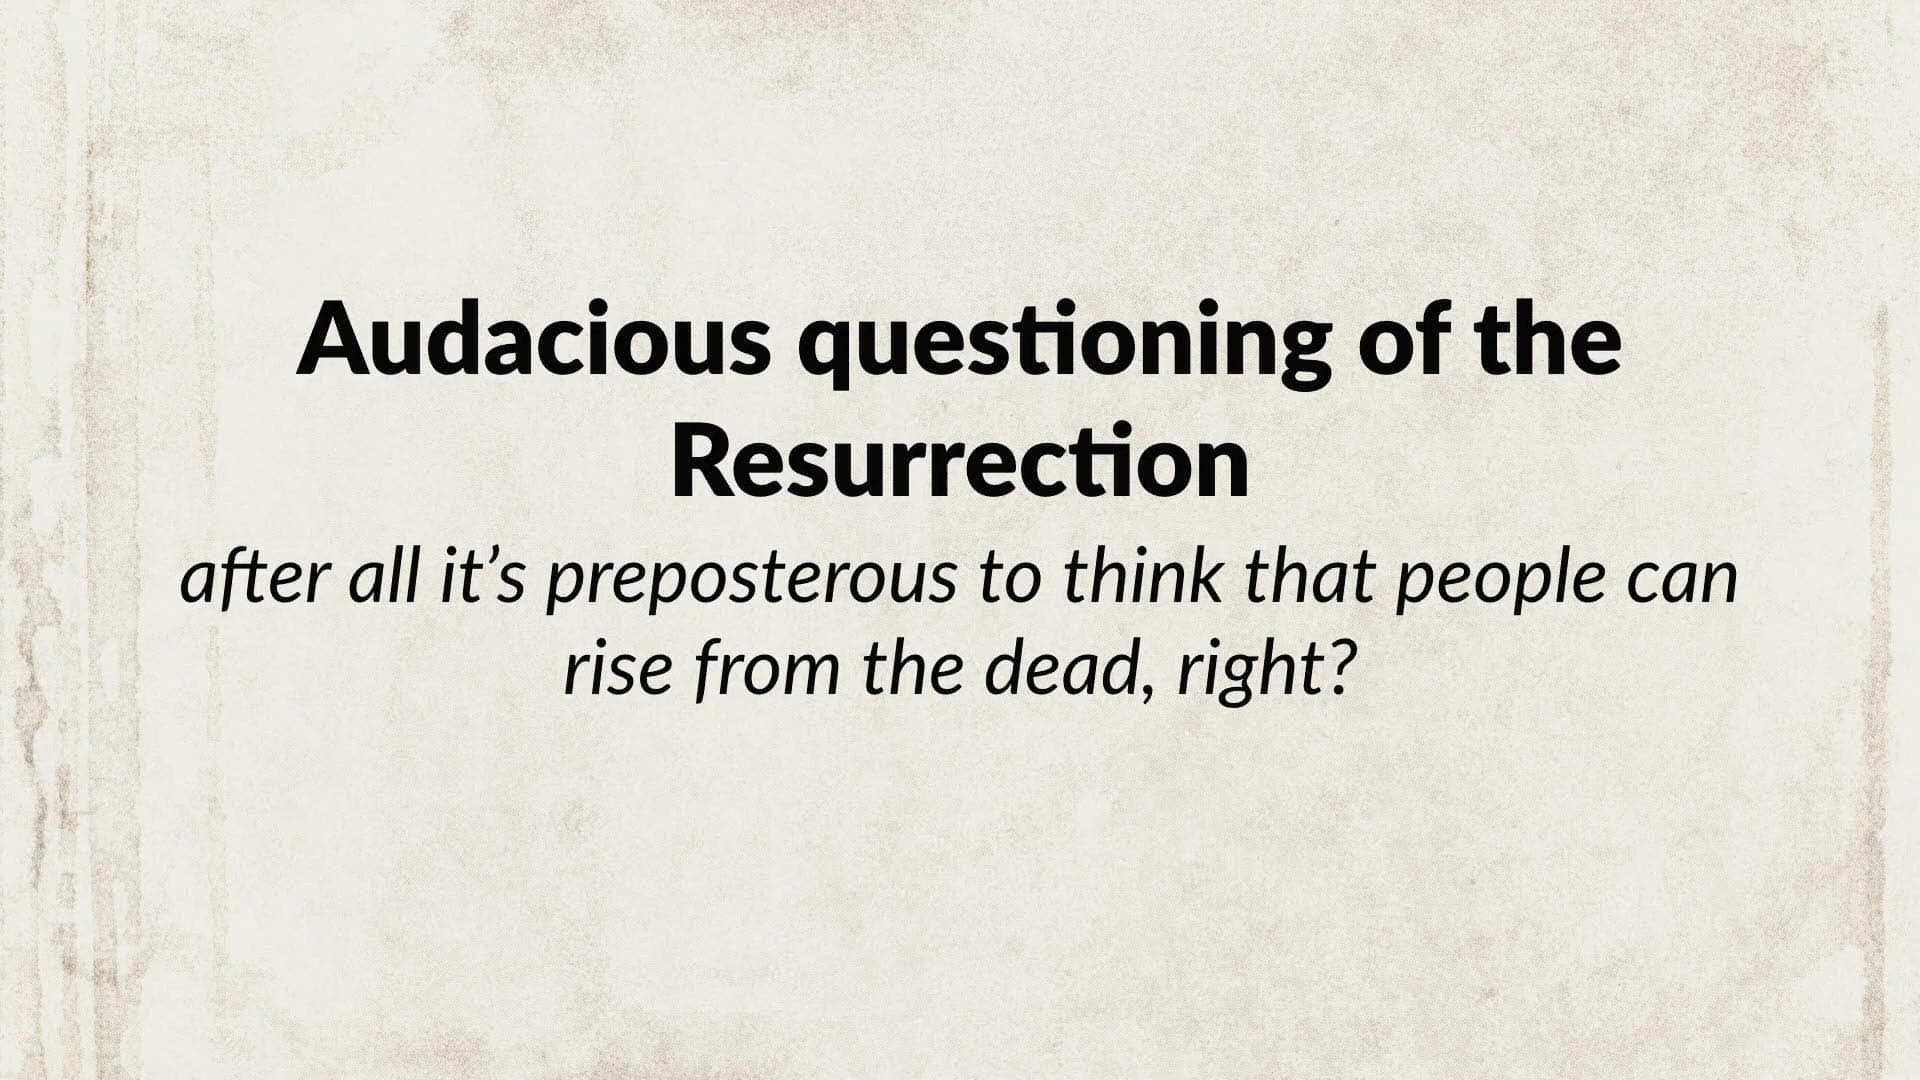 Audacious questioning of the
Resurrection
after all it’s preposterous to think that people can
rise from the dead, right?